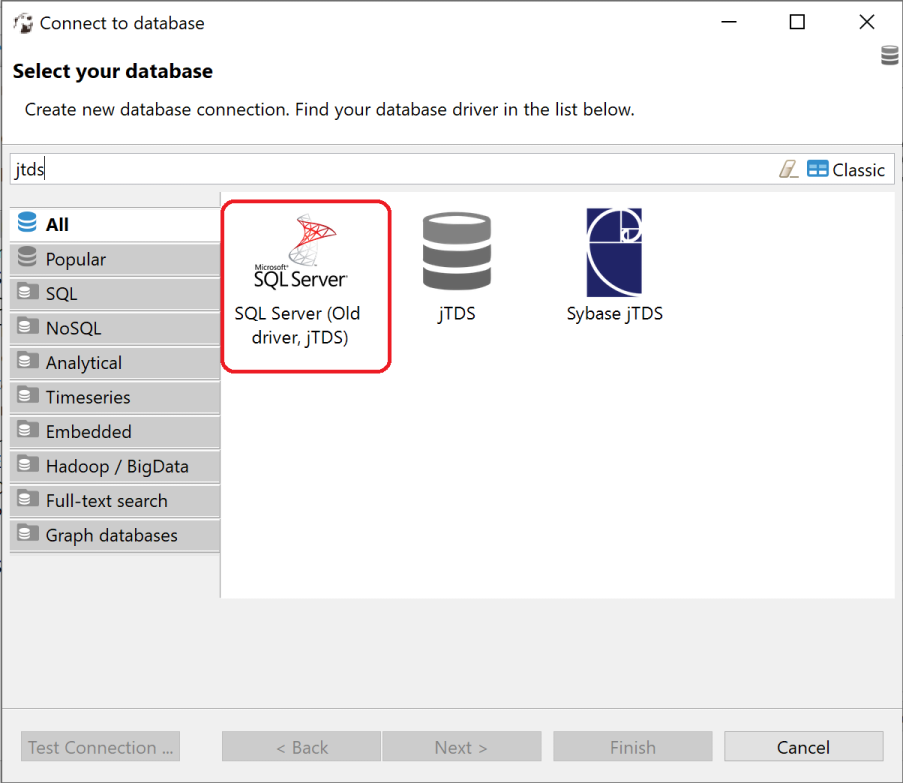 Connect to database
Select your database
Create new database connection. Find your database driver in the list below.
jtds
Classic
All
Popular
SQL
NoSQL
Analytical
Timeseries
Embedded
Hadoop / BigData
Full-text search
Graph databases
Microsoft®
SQL Server
SQL Server (Old
driver, jTDS)
jTDS
Sybase jTDS
Test Connection ...
< Back
Next >
Finish
Cancel